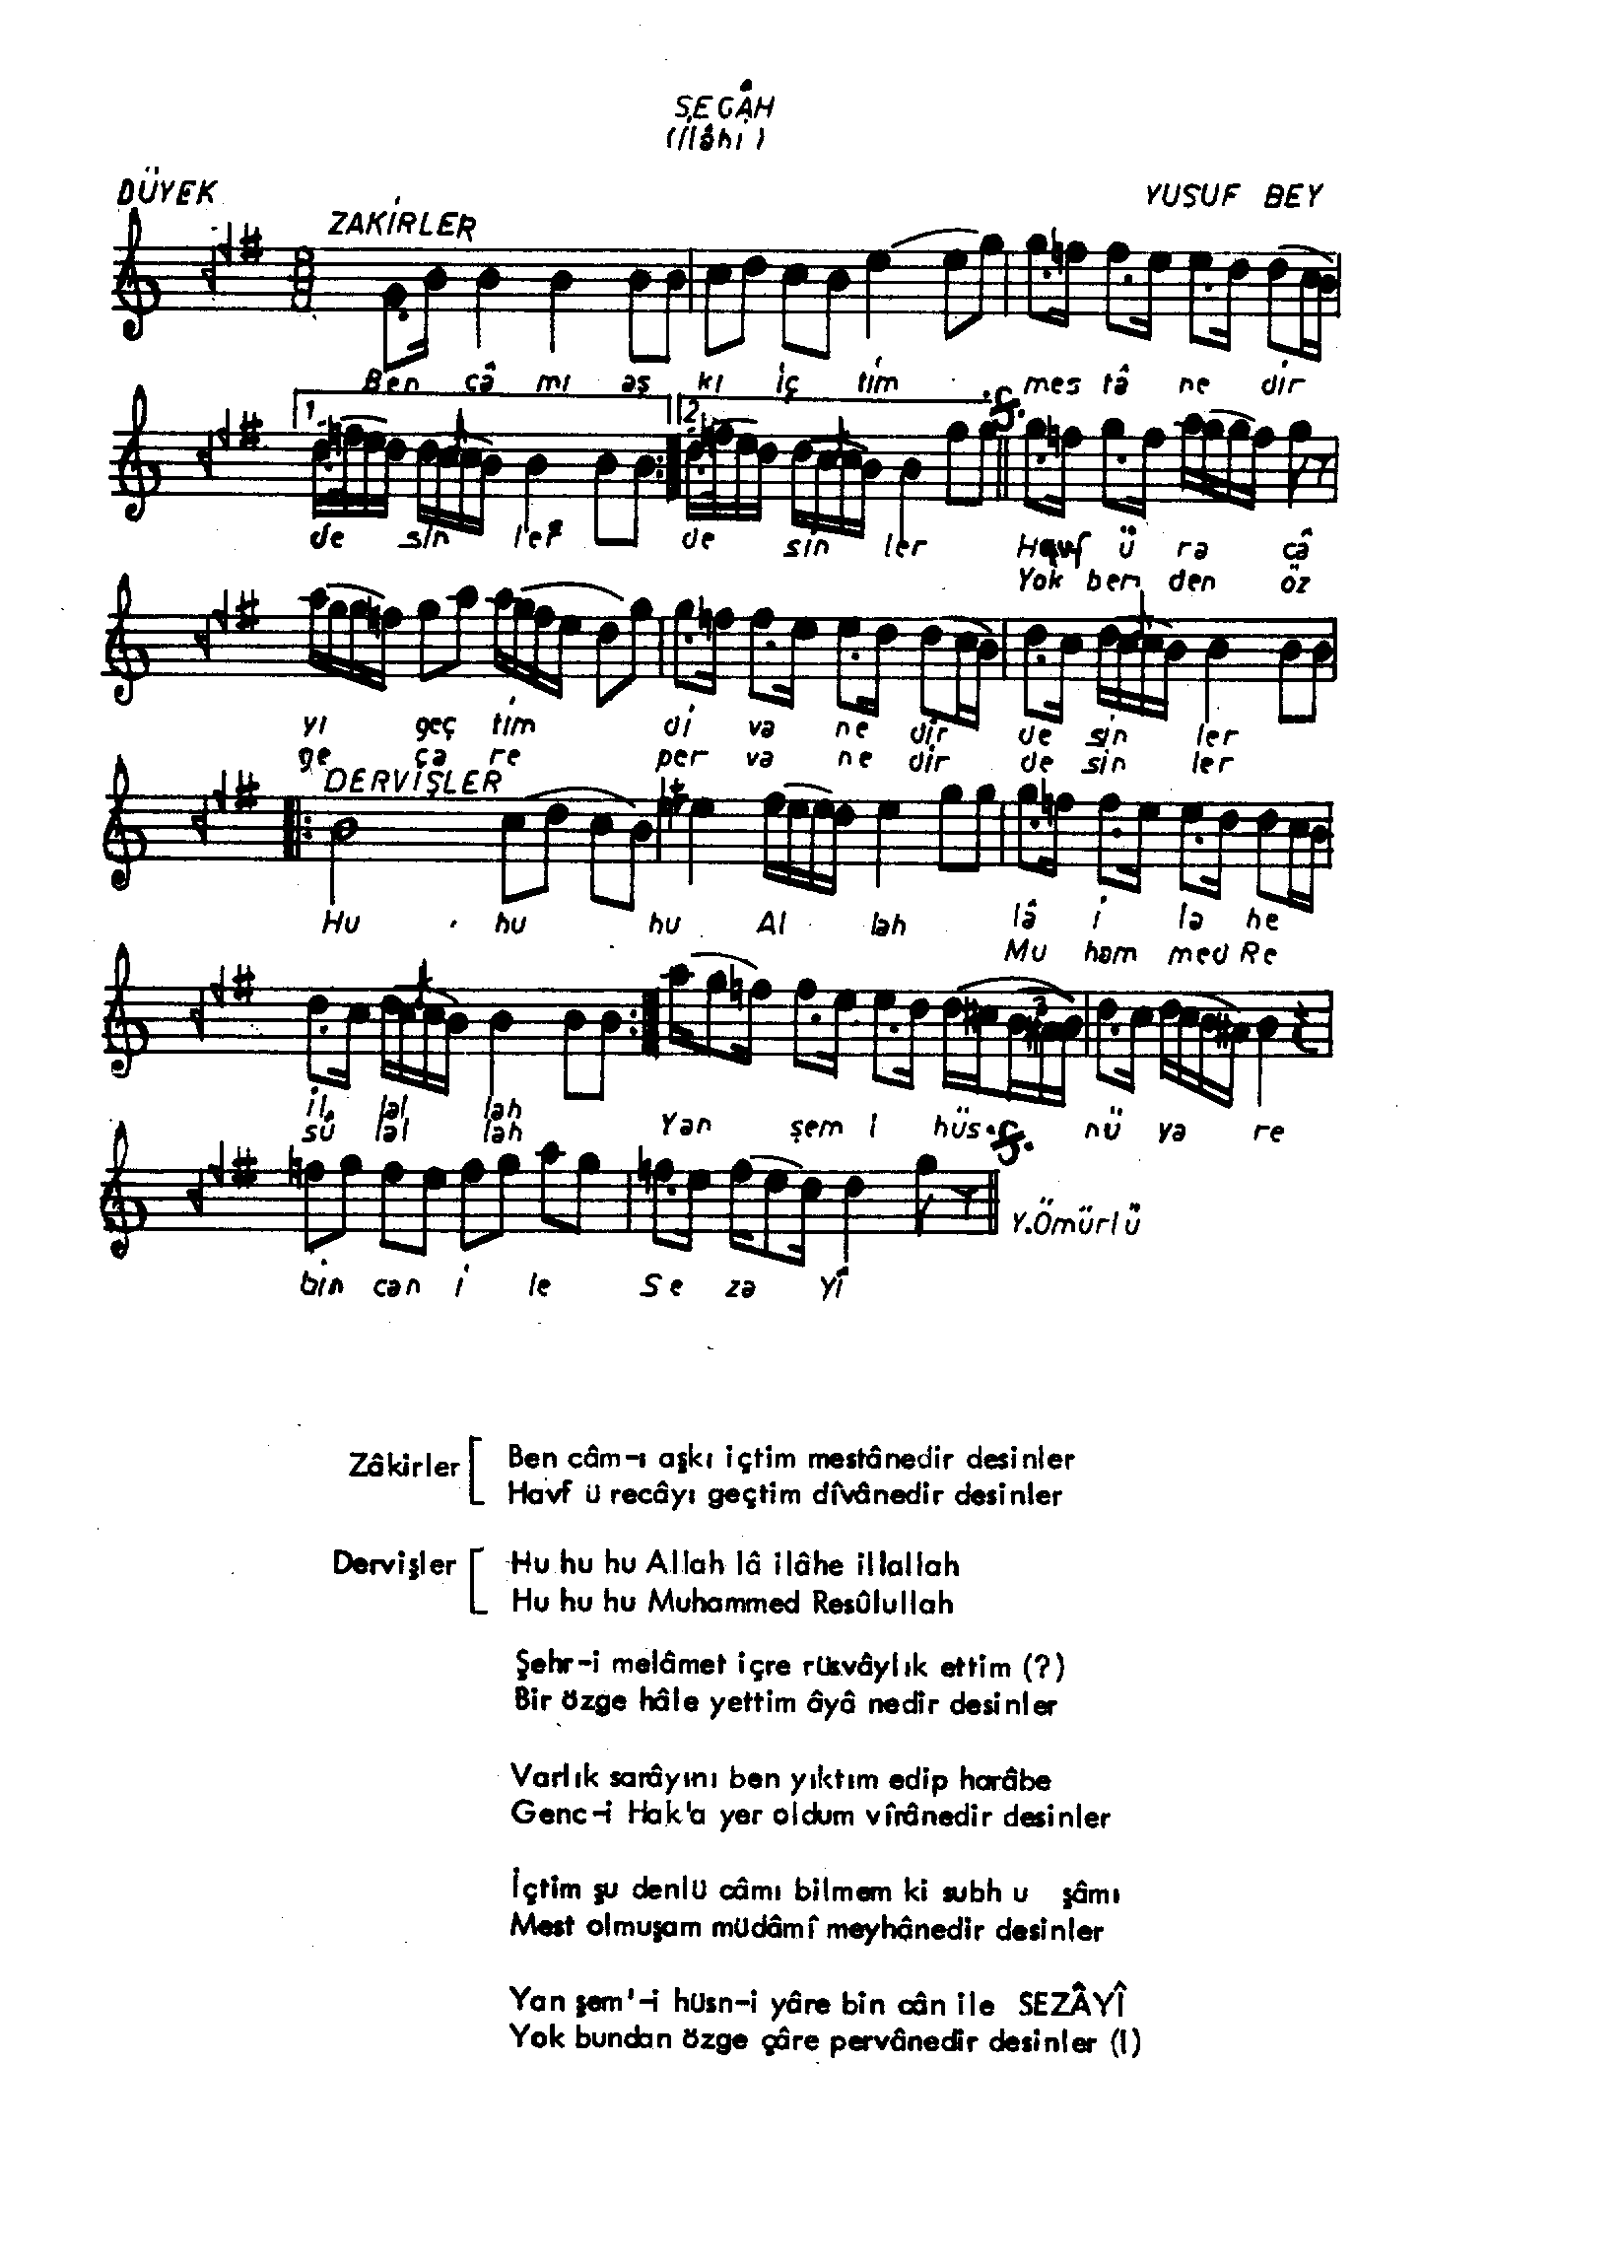 SEGÂH
(İlâhi)
DÜYEK
YUSUF BEY
ZAKİRLER
Ben câ mı aş kı iç tim mes tâ ne dir
1. 2.
de sin ler de sin ler Havf ü ra câ
Yok ben den öz
yı geç tim di va ne dir de sin ler
ge ça re per va ne dir de sin ler
DERVİŞLER
Hu hu hu Al lah lâ i la he
Mu ham med Re
3
il lal lah Yan şem i hüs nü ya re
sû lal lah
Y.Ömürlü
bin can i le Se za yî
Zâkirler Ben câm-ı aşkı içtim mestânedir desinler
Havf ü recâyı geçtim dîvânedir desinler
Dervişler Hu hu hu Allah lâ ilâhe illallah
Hu hu hu Muhammed Resûlullah
Şehr-i melâmet içre rüsvâylık ettim (?)
Bir özge hâle yettim âyâ nedir desinler
Varlık sarâyını ben yıktım edip harâbe
Genc-i Hak'a yer oldum vîrânedir desinler
İçtim şu denlü câmı bilmem ki subh u şâmı
Mest olmuşam müdâmî meyhânedir desinler
Yan şem'-i hüsn-i yâre bin cân ile SEZÂYÎ
Yok bundan özge çâre pervânedir desinler (1)